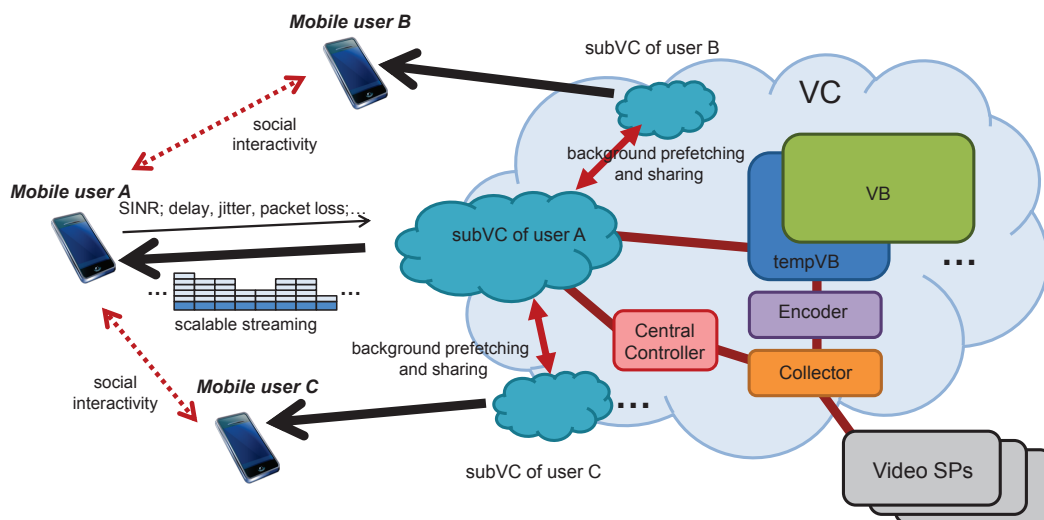 Mobile user B
subVC of user B
VC
social
interactivity
background prefetching
and sharing
VB
Mobile user A
SINR; delay, jitter, packet loss;...
subVC of user A
tempVB
...
...
...
scalable streaming
Encoder
Central
Controller
background prefetching
and sharing
Collector
social
interactivity
Mobile user C
...
subVC of user C
Video SPs